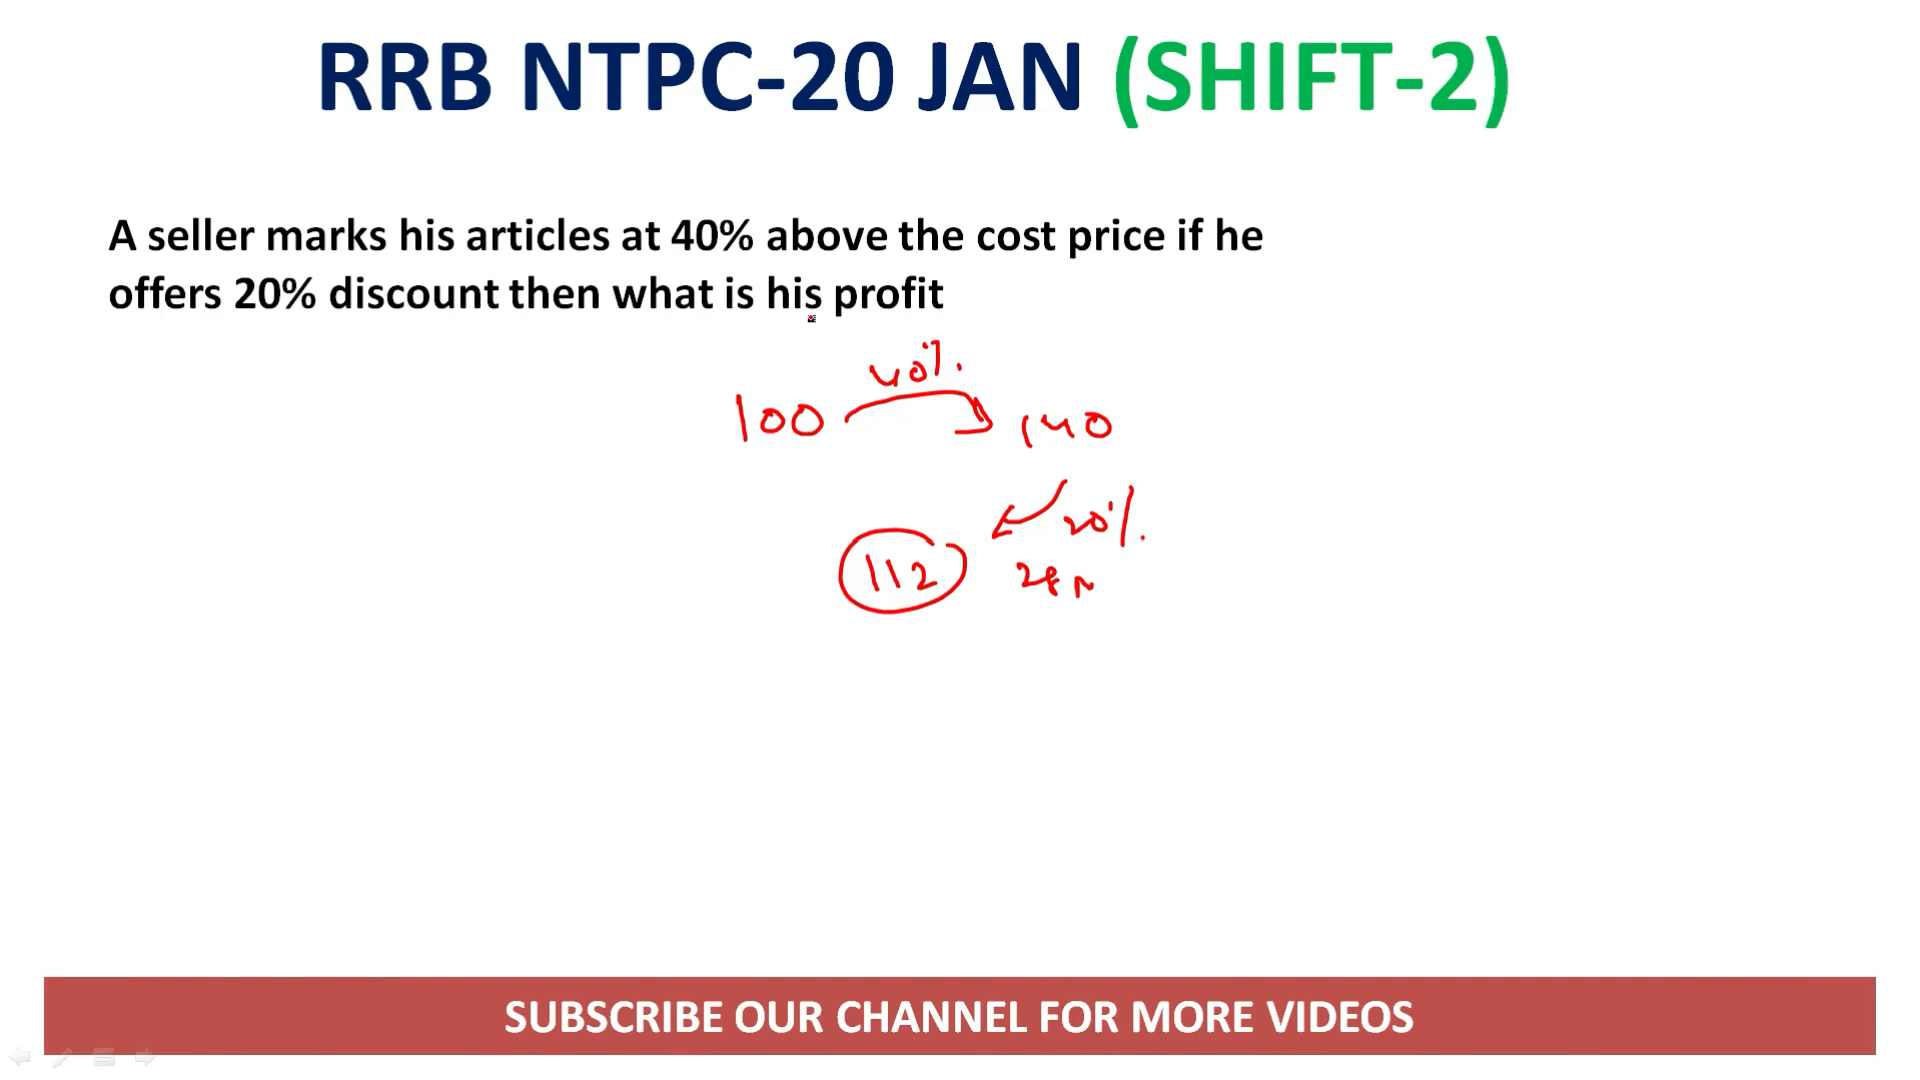 RRB NTPC-20 JAN (SHIFT-2)
A seller marks his articles at 40% above the cost price if he
offers 20% discount then what is his profit
40%.
100 140
20%.
112 28
SUBSCRIBE OUR CHANNEL FOR MORE VIDEOS